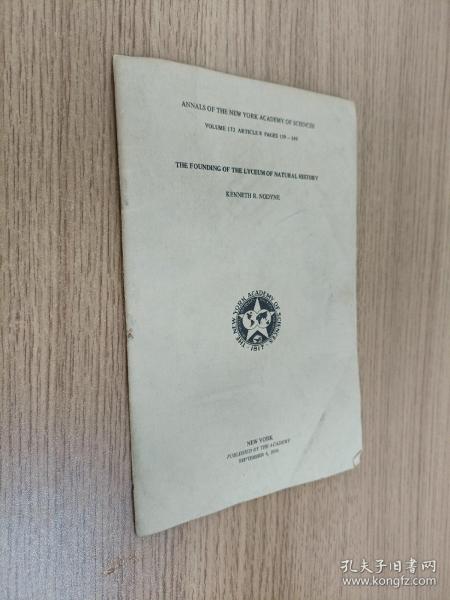 ANNALS OF THE NEW YORK ACADEMY OF SCIENCES
VOLUME 172 ARTICLE 8 PAGES 139 –
THE FOUNDING OF THE LYCEUM OF NATURAL HISTORY
KENNETH R. NODYNE
THE NEW YORK ACADEMY OF SCIENCES
· 1817 ·
NEW YORK
PUBLISHED BY THE ACADEMY
SEPTEMBER
孔夫子旧书网
www.kongfz.com